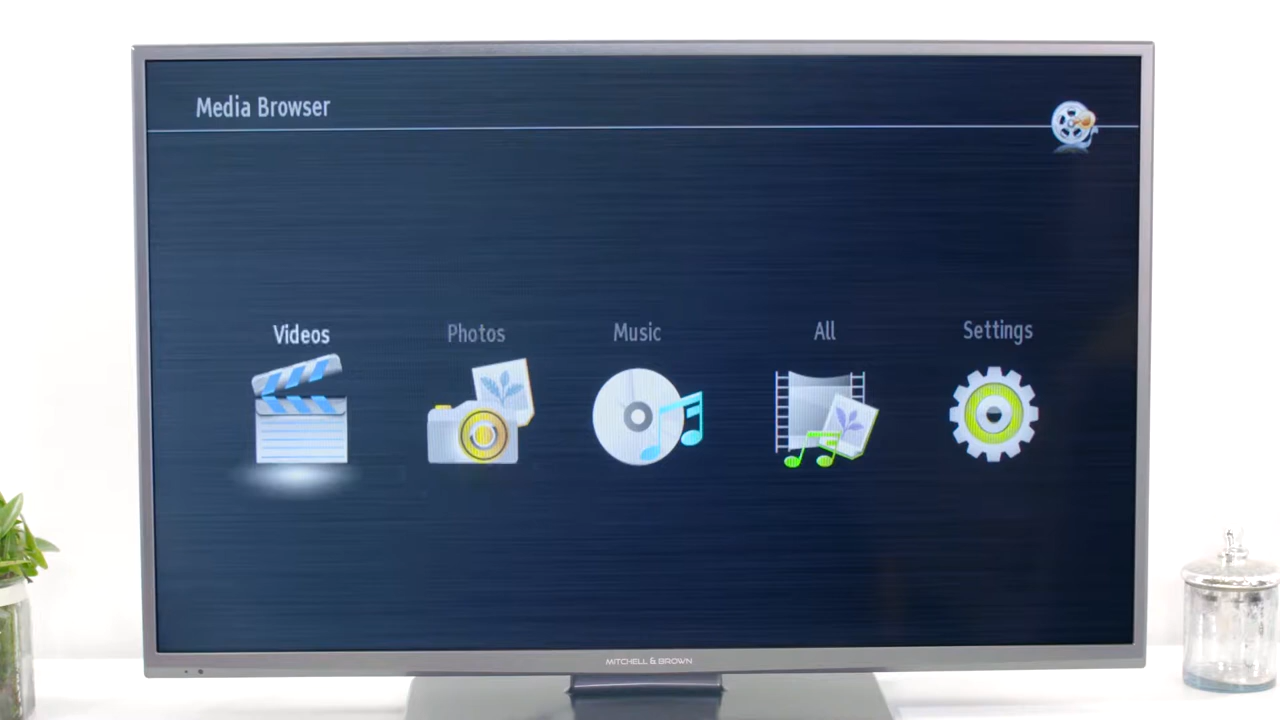 Media Browser
Videos
Photos
Music
All
Settings
MITCHELL & BROWN